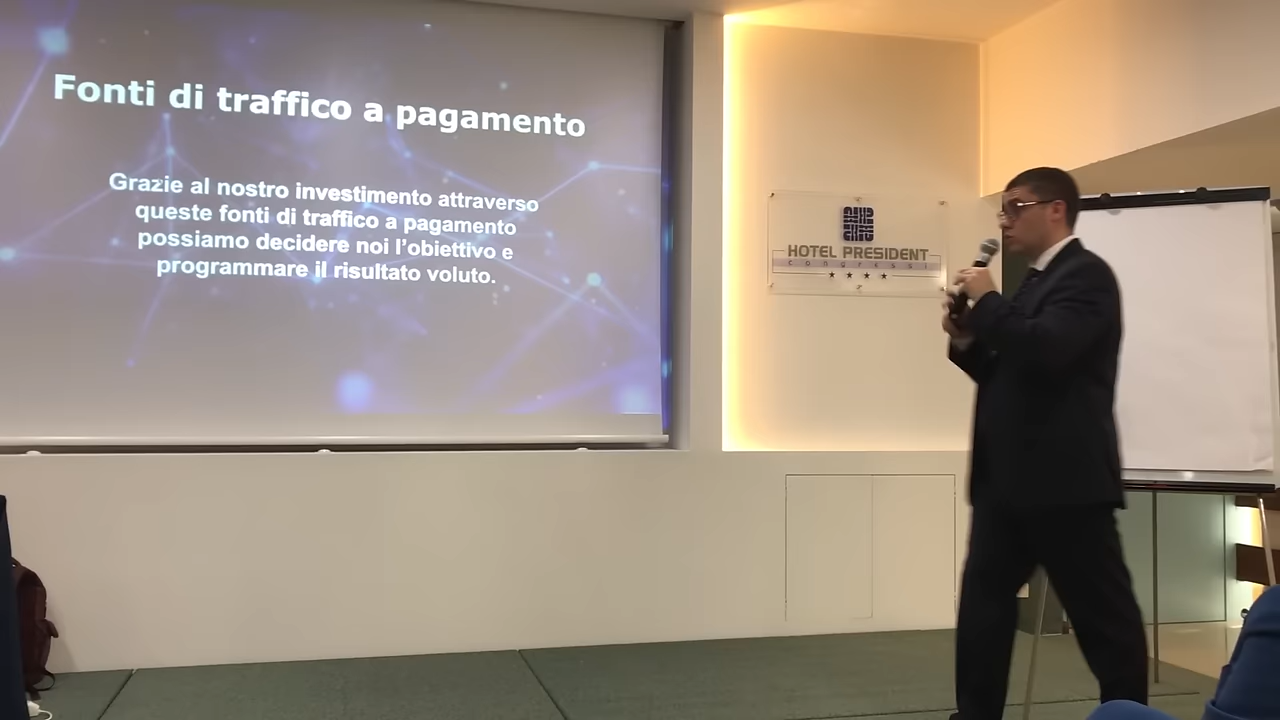 Fonti di traffico a pagamento
Grazie al nostro investimento attraverso
queste fonti di traffico a pagamento
possiamo decidere noi l’obiettivo e
programmare il risultato voluto.
HOTEL PRESIDENT
congressi